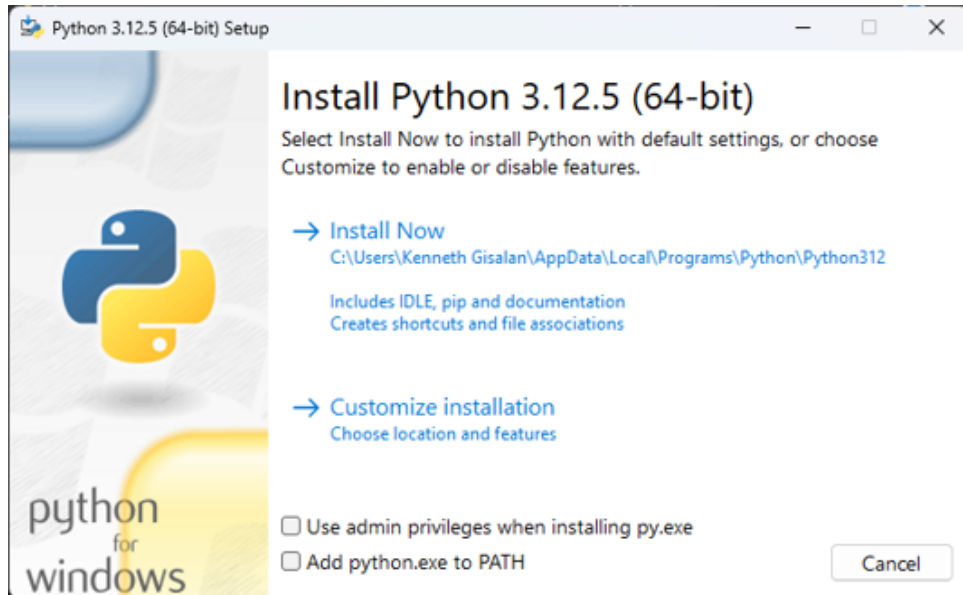 Python 3.12.5 (64-bit) Setup
Install Python 3.12.5 (64-bit)
Select Install Now to install Python with default settings, or choose
Customize to enable or disable features.
Install Now
C:\Users\Kenneth Gisalan\AppData\Local\Programs\Python\Python312
Includes IDLE, pip and documentation
Creates shortcuts and file associations
Customize installation
Choose location and features
python
for
windows
Use admin privileges when installing py.exe
Add python.exe to PATH
Cancel